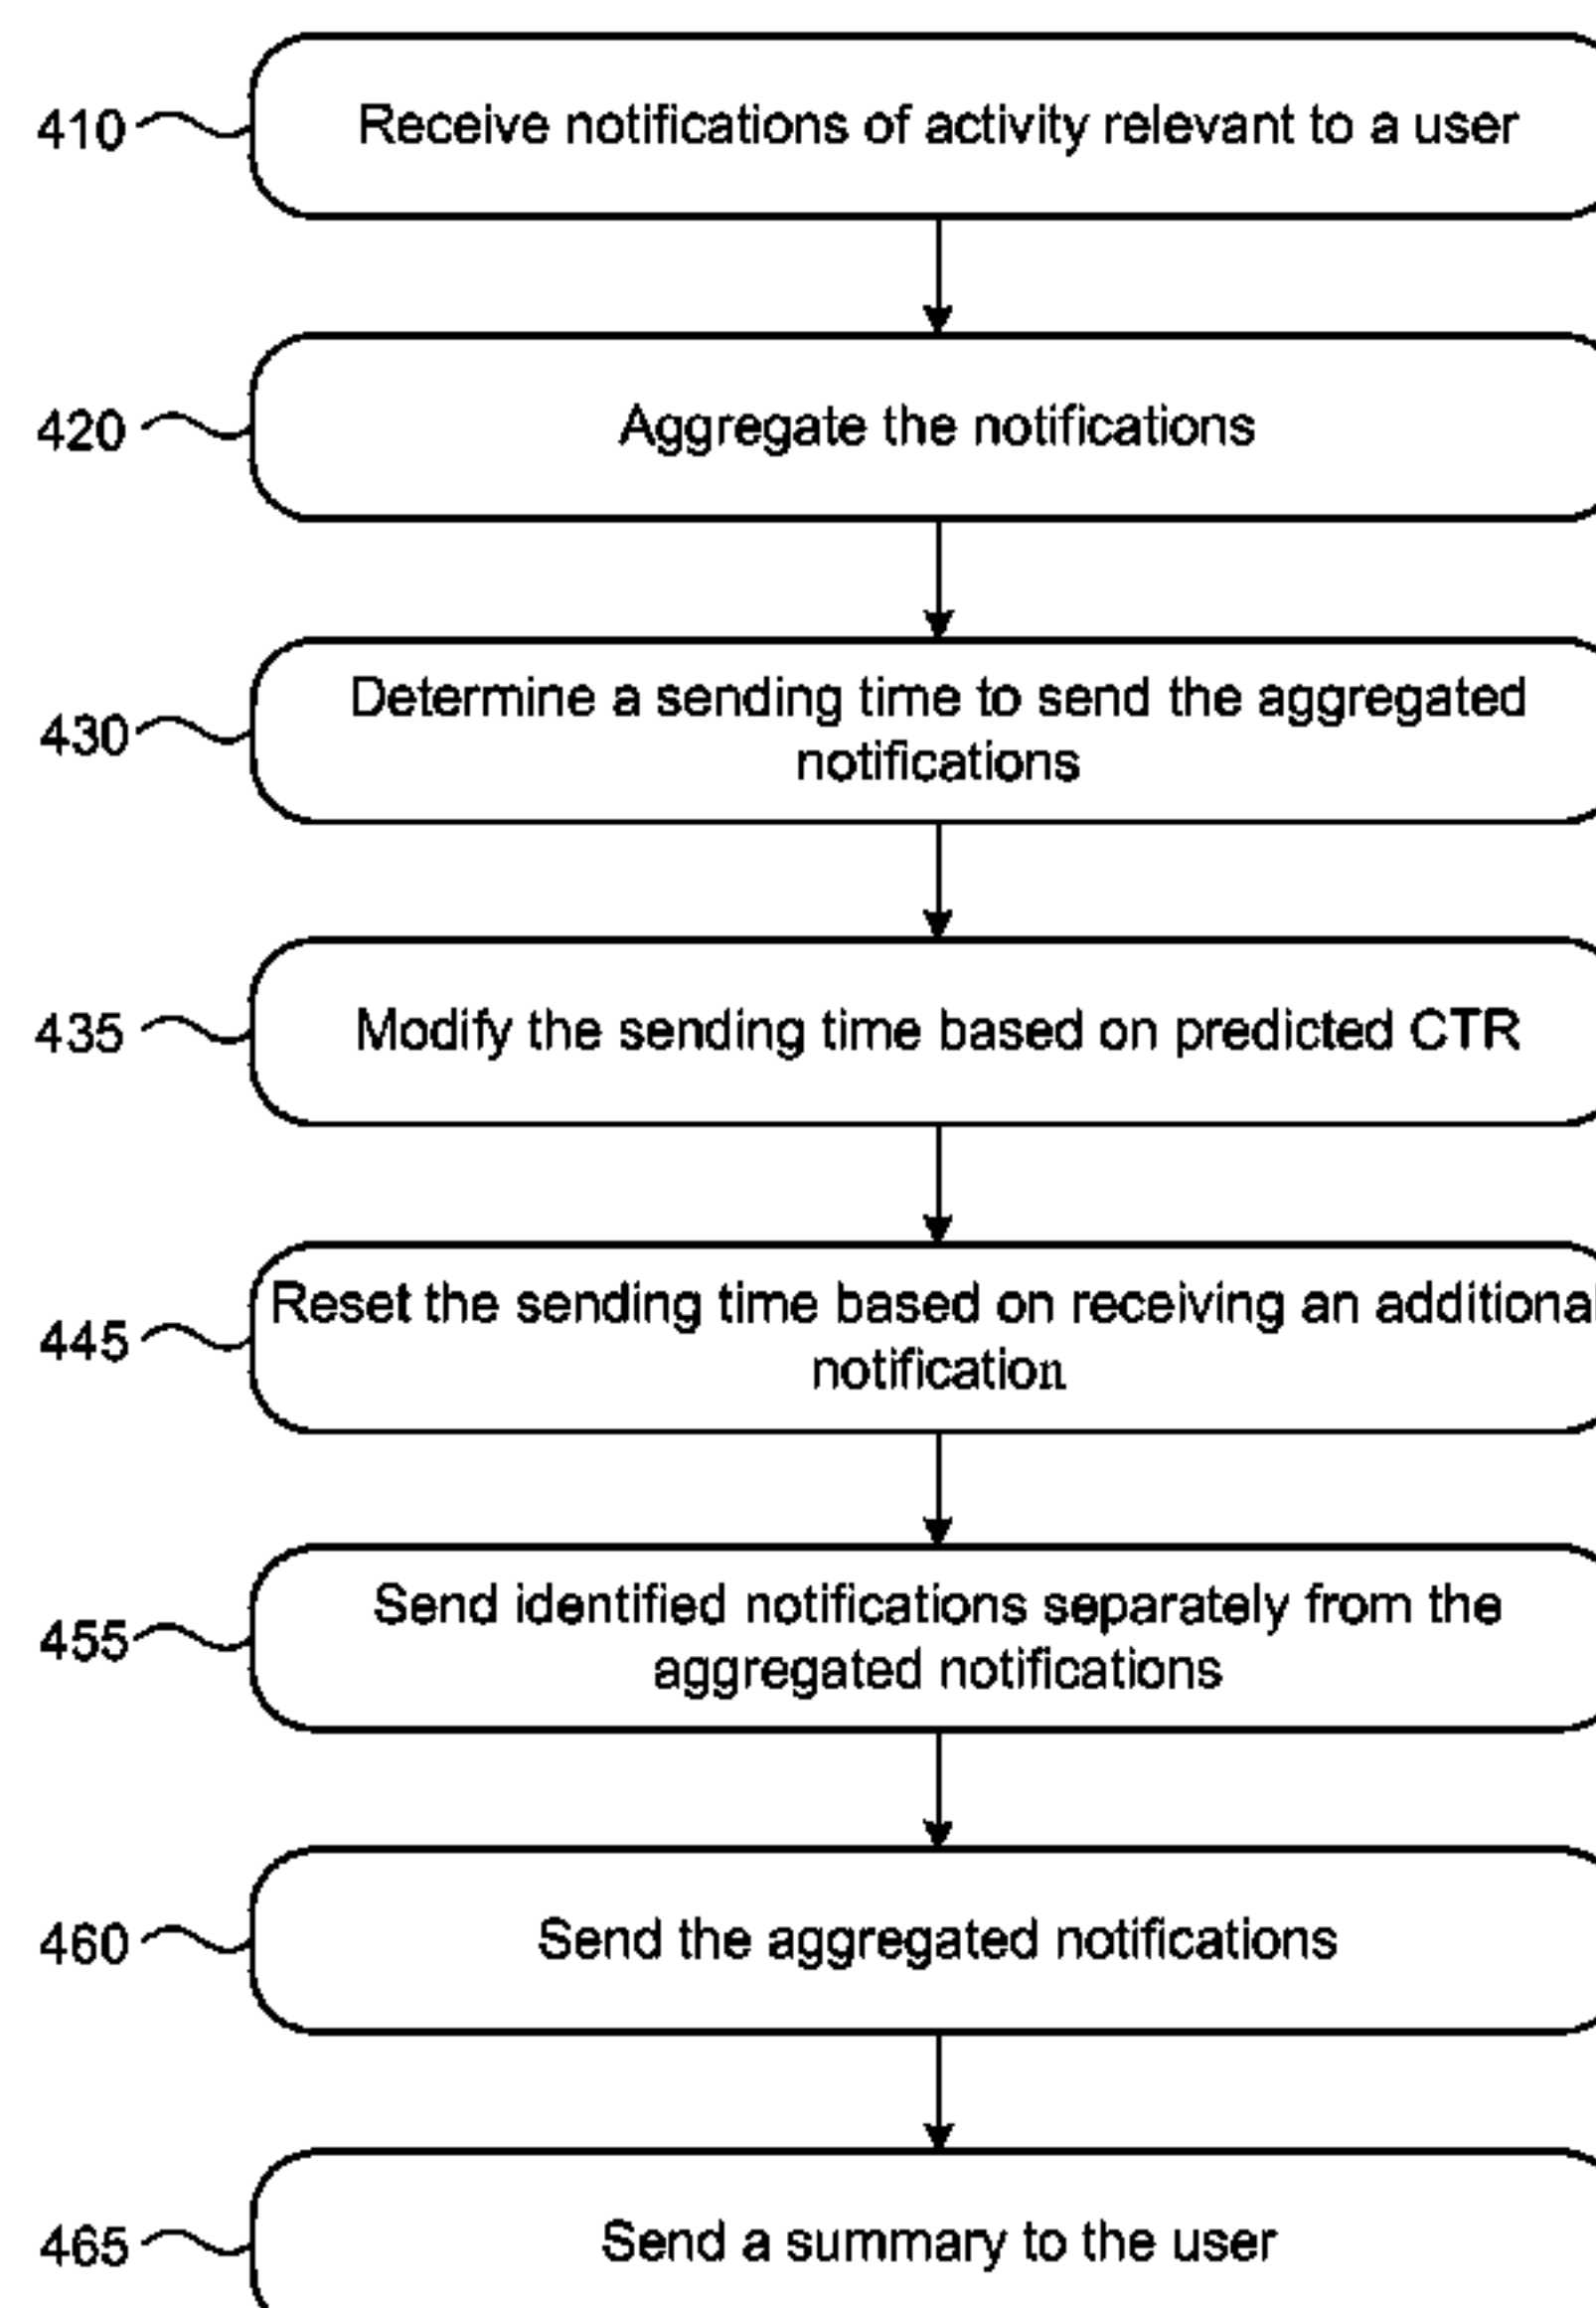 410 Receive notifications of activity relevant to a user
420 Aggregate the notifications
430 Determine a sending time to send the aggregated
notifications
435 Modify the sending time based on predicted CTR
445 Reset the sending time based on receiving an additiona
notification
455 Send identified notifications separately from the
aggregated notifications
460 Send the aggregated notifications
465 Send a summary to the user